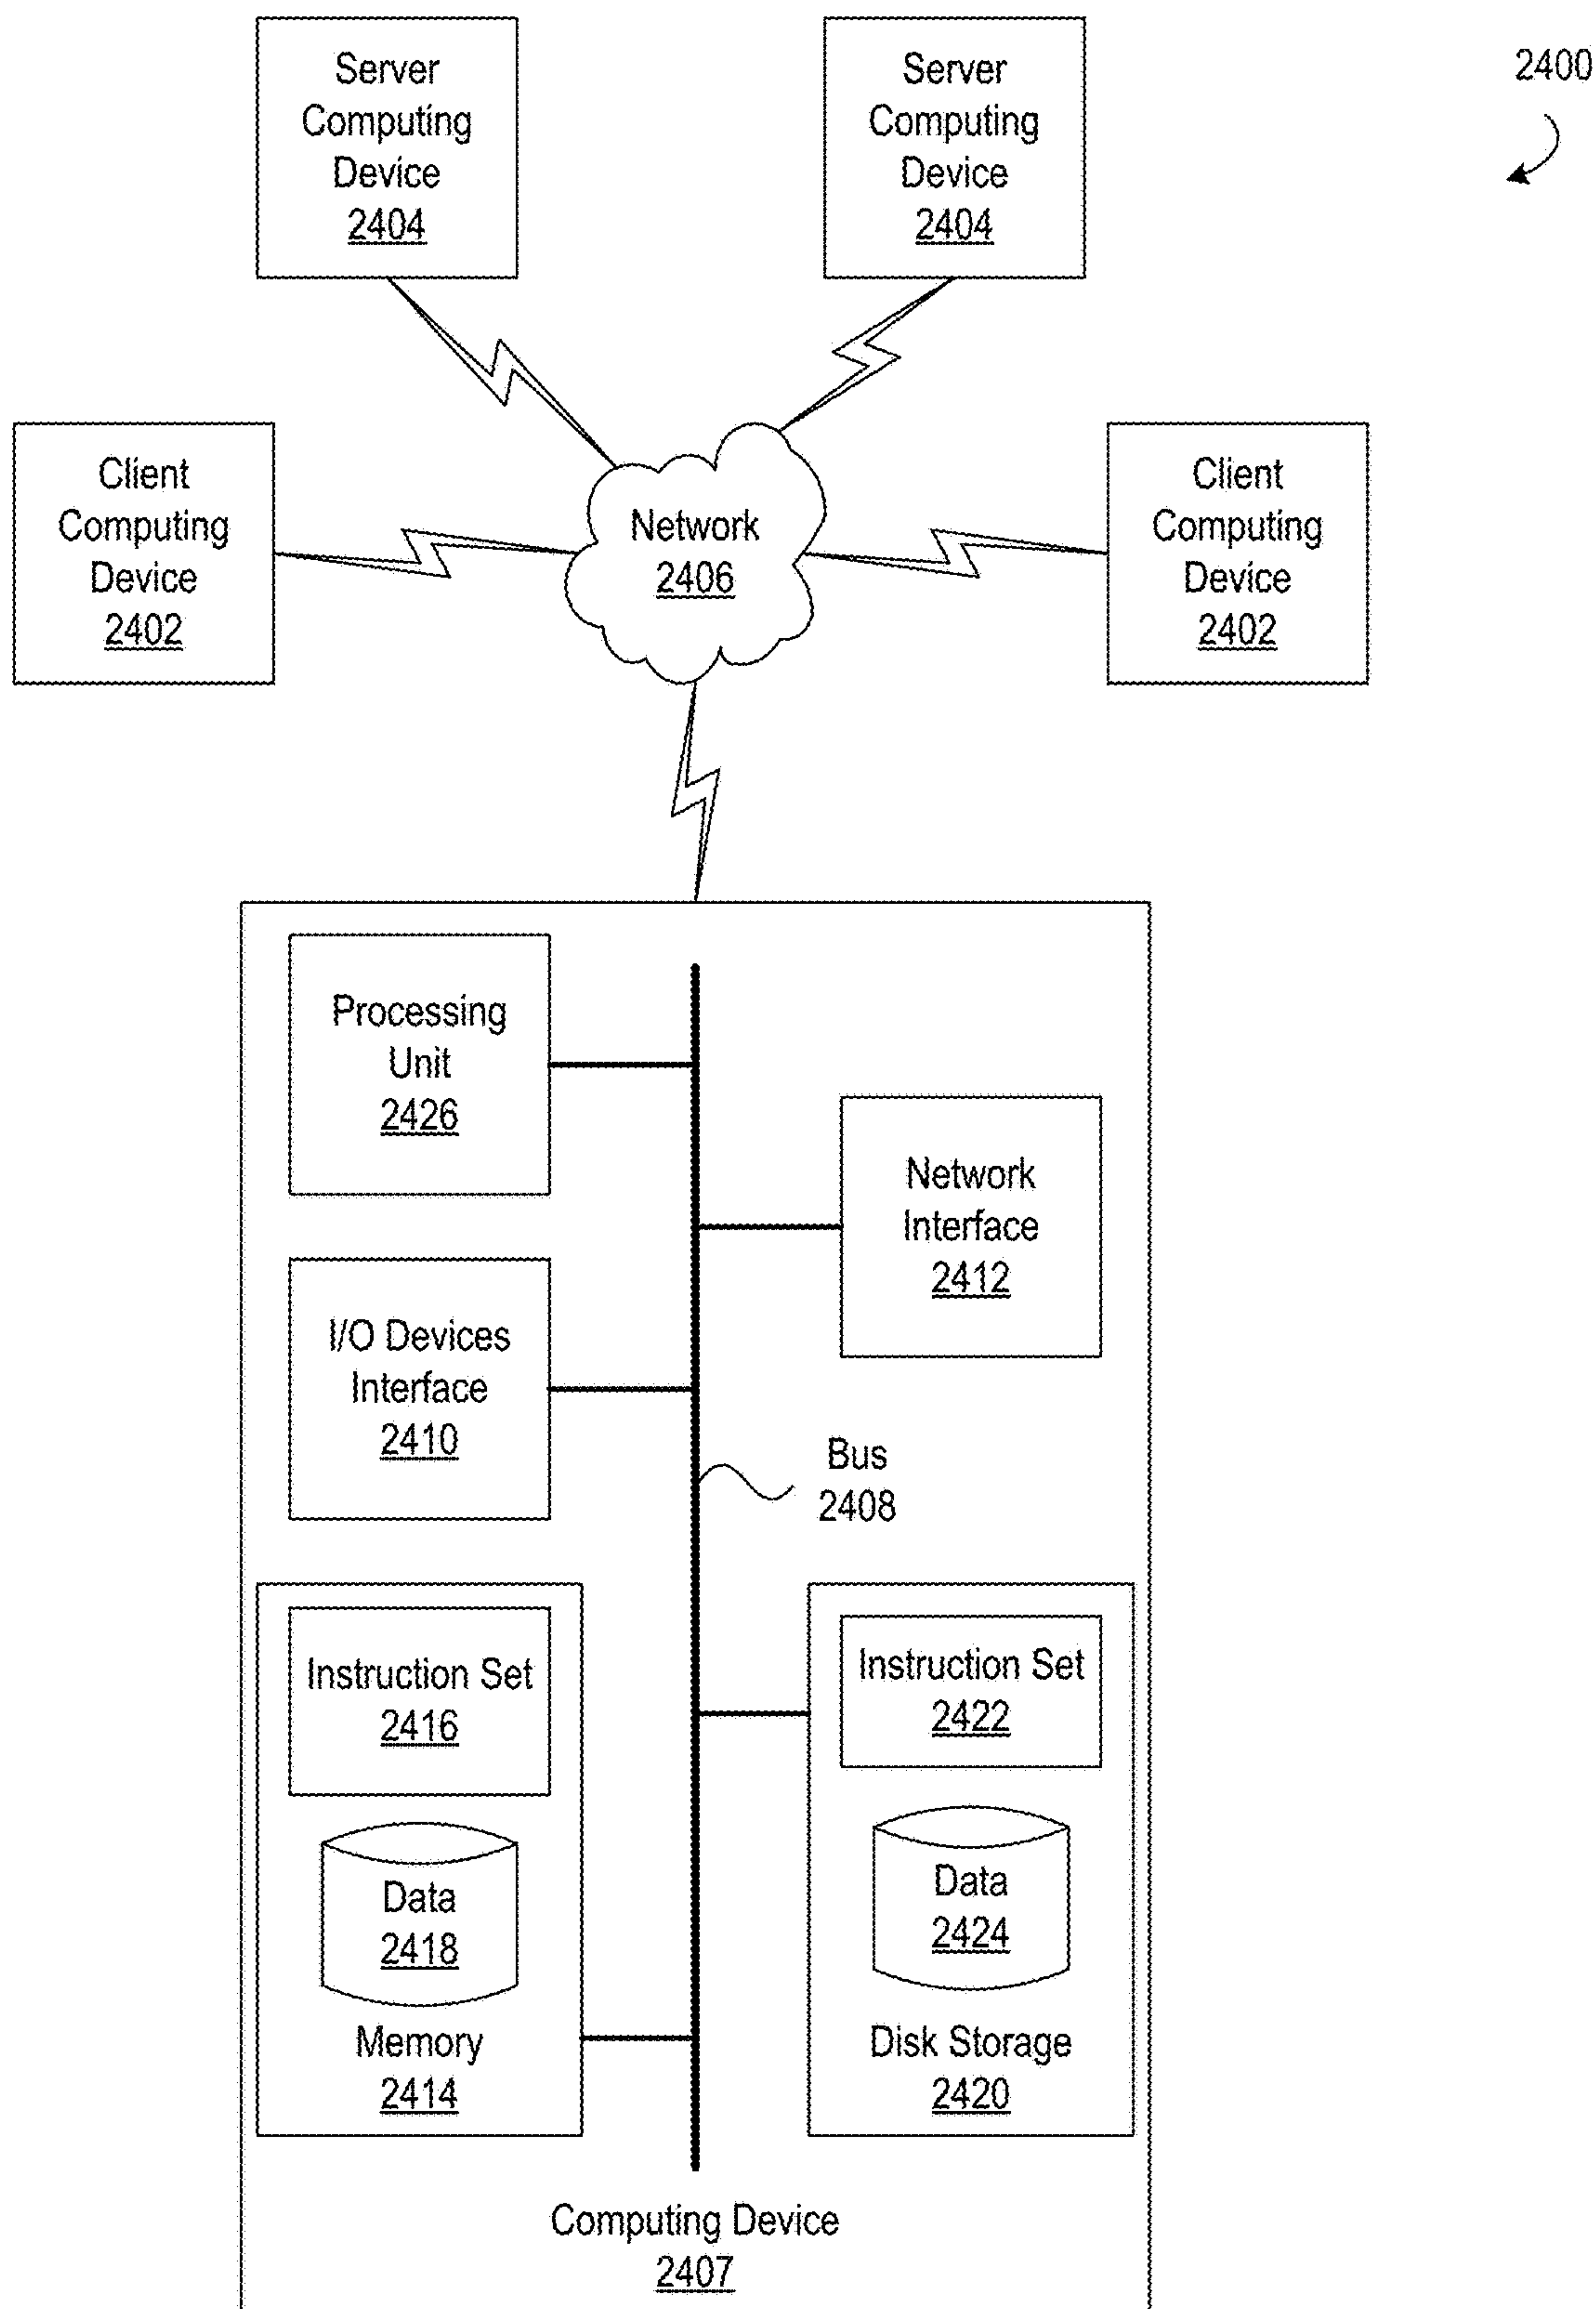 2400
Server
Computing
Device
2404
Server
Computing
Device
2404
Client
Computing
Device
2402
Network
2406
Client
Computing
Device
2402
Processing
Unit
2426
Network
Interface
2412
I/O Devices
Interface
2410
Bus
2408
Instruction Set
2416
Data
2418
Memory
2414
Instruction Set
2422
Data
2424
Disk Storage
2420
Computing Device
2407